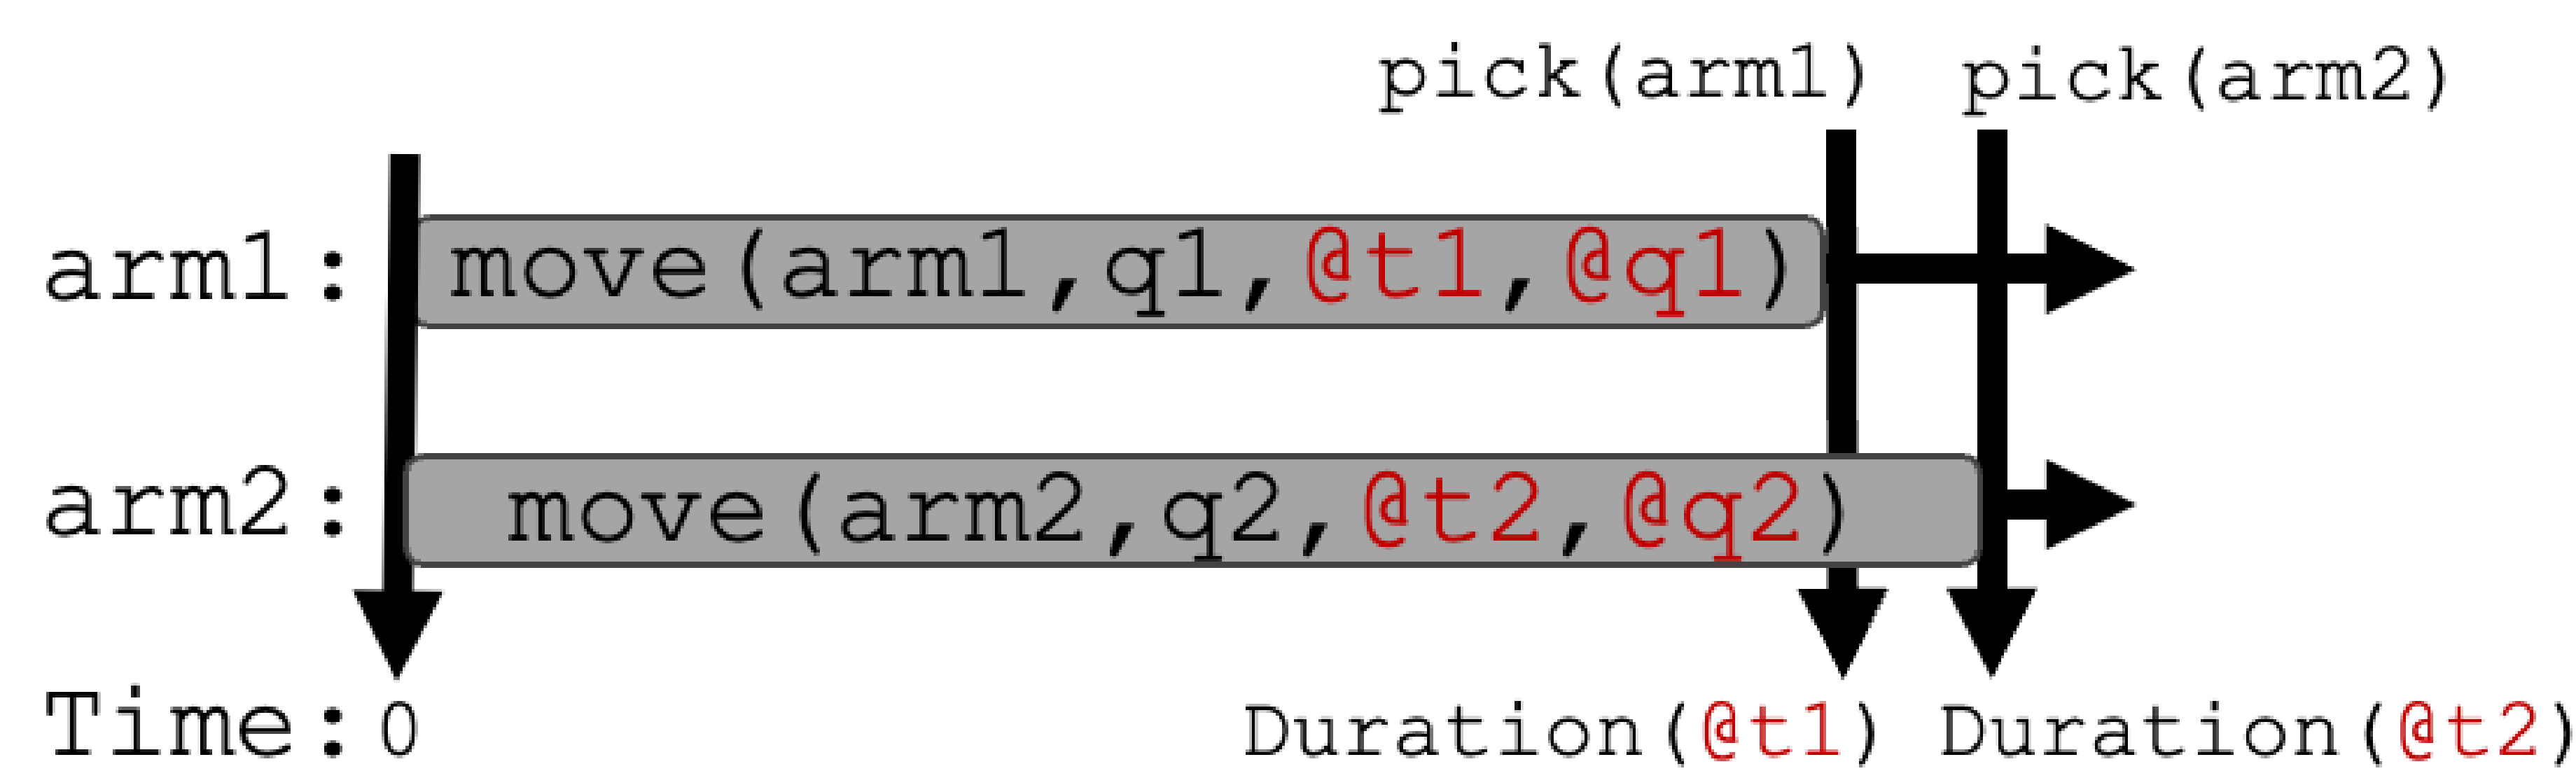 pick(arm1) pick(arm2)
arm1: move(arm1,q1,@t1,@q1)
arm2: move(arm2,q2,@t2,@q2)
Time:0 Duration(@t1) Duration(@t2)